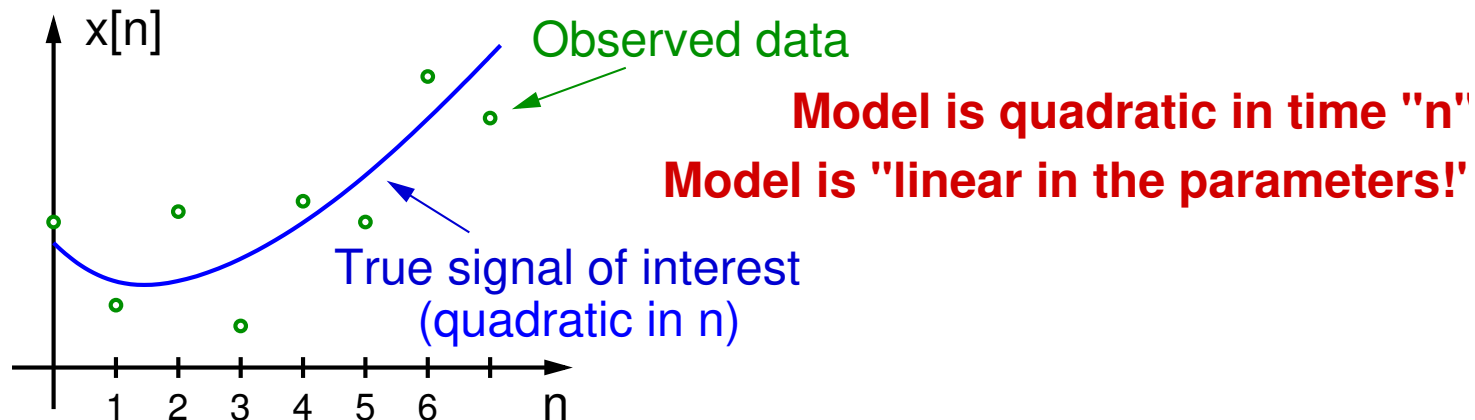 x[n]
Observed data
Model is quadratic in time "n"
Model is "linear in the parameters!"
True signal of interest
(quadratic in n)
1 2 3 4 5 6 n